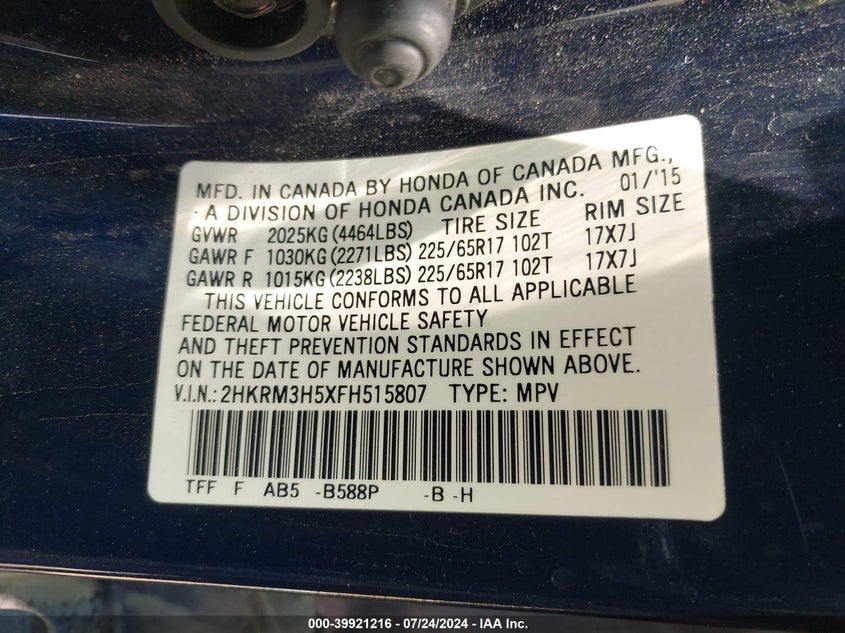 MFD. IN CANADA BY HONDA OF CANADA MFG.,
A DIVISION OF HONDA CANADA INC. 01/'15
GVWR 2025KG (4464LBS) TIRE SIZE RIM SIZE
GAWR F 1030KG (2271LBS) 225/65R17 102T 17X7J
GAWR R 1015KG (2238LBS) 225/65R17 102T 17X7J
THIS VEHICLE CONFORMS TO ALL APPLICABLE
FEDERAL MOTOR VEHICLE SAFETY
AND THEFT PREVENTION STANDARDS IN EFFECT
ON THE DATE OF MANUFACTURE SHOWN ABOVE.
V.I.N.: 2HKRM3H5XFH515807 TYPE: MPV
TFF F AB5 -B588P -B -H
000-39921216 - 07/24/2024 - IAA Inc.